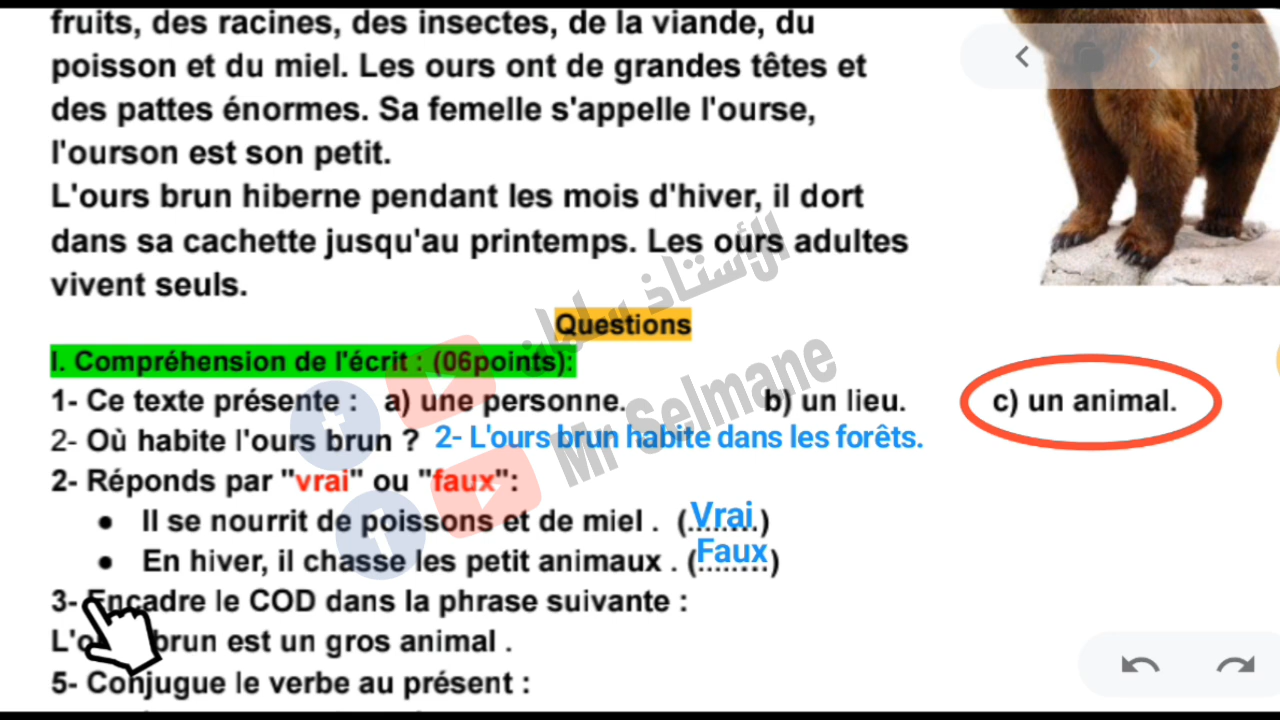 fruits, des racines, des insectes, de la viande, du
poisson et du miel. Les ours ont de grandes têtes et
des pattes énormes. Sa femelle s'appelle l'ourse,
l'ourson est son petit.
L'ours brun hiberne pendant les mois d'hiver, il dort
dans sa cachette jusqu'au printemps. Les ours adultes
vivent seuls.
Questions
I. Compréhension de l'écrit : (06points):
1- Ce texte présente : a) une personne. b) un lieu. c) un animal.
2- Où habite l'ours brun ? 2- L'ours brun habite dans les forêts.
2- Réponds par "vrai" ou "faux":
• Il se nourrit de poissons et de miel . (Vrai)
• En hiver, il chasse les petit animaux . (Faux)
3- Encadre le COD dans la phrase suivante :
L'ours brun est un gros animal .
5- Conjugue le verbe au présent :
الأستاذ سلمان
Mr Selmane